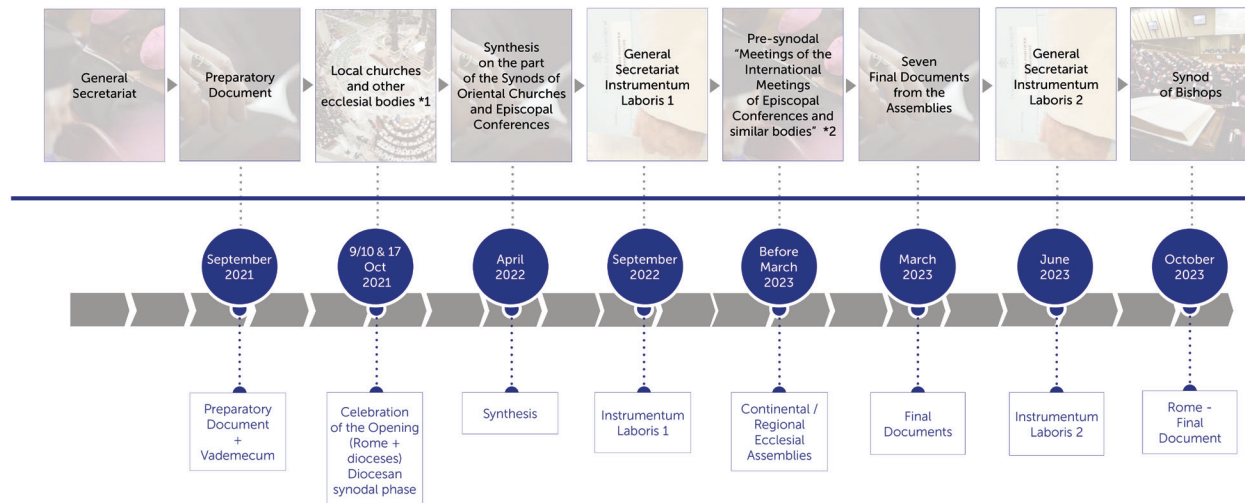 General
Secretariat
Preparatory
Document
Local churches
and other
ecclesial bodies *1
Synthesis
on the part
of the Synods of
Oriental Churches
and Episcopal
Conferences
General
Secretariat
Instrumentum
Laboris 1
Pre-synodal
“Meetings of the
International
Meetings
of Episcopal
Conferences and
similar bodies” *2
Seven
Final Documents
from the
Assemblies
General
Secretariat
Instrumentum
Laboris 2
Synod
of Bishops
September
2021
9/10 & 17
Oct
2021
April
2022
September
2022
Before
March
2023
March
2023
June
2023
October
2023
Preparatory
Document
+
Vademecum
Celebration
of the Opening
(Rome +
dioceses)
Diocesan
synodal phase
Synthesis
Instrumentum
Laboris 1
Continental /
Regional
Ecclesial
Assemblies
Final
Documents
Instrumentum
Laboris 2
Rome -
Final
Document